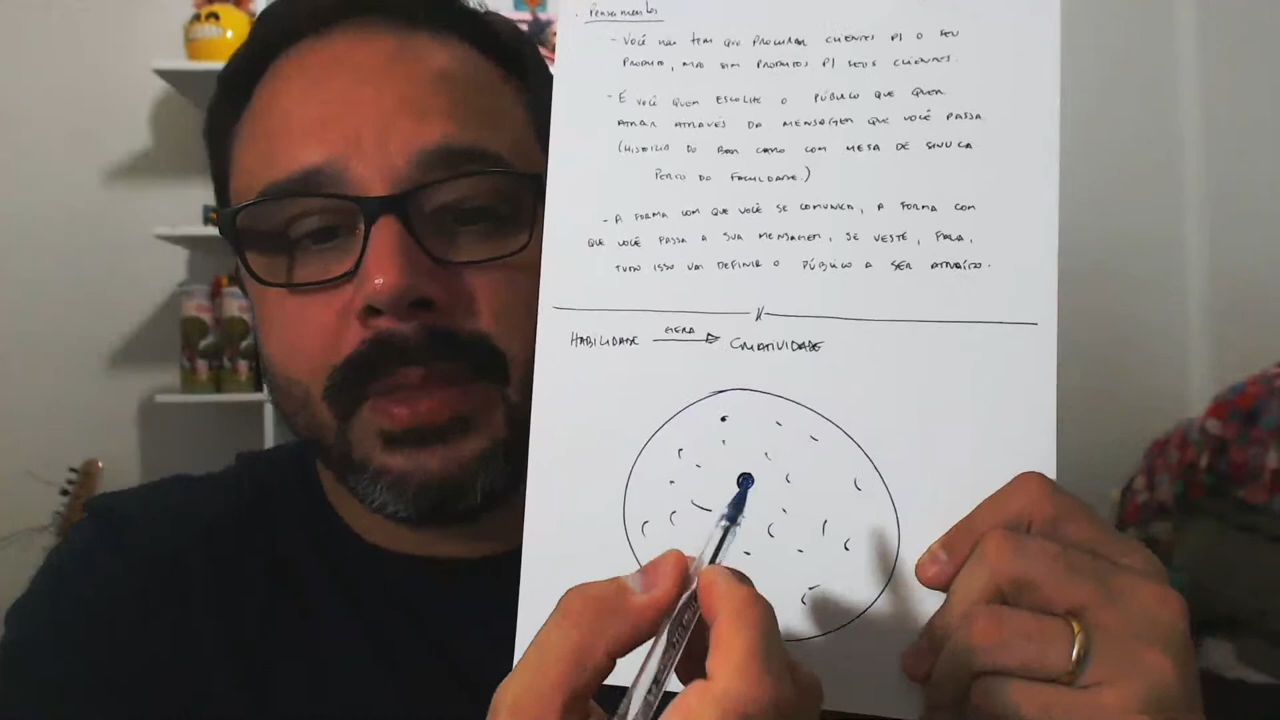 . Pensamentos
- VOCÊ NÃO TEM QUE PROCURAR CLIENTES P/ O SEU
PRODUTO, MAS SIM PRODUTOS P/ SEUS CLIENTES.
- É VOCÊ QUEM ESCOLHE O PÚBLICO QUE QUER
ATRAIR ATRAVÉS DA MENSAGEM QUE VOCÊ PASSA
(HISTÓRIA DO BAR COM MESA DE SINUCA
PERTO DA FACULDADE.)
- A FORMA COM QUE VOCÊ SE COMUNICA, A FORMA COM
QUE VOCÊ PASSA A SUA MENSAGEM, SE VESTE, FALA,
TUDO ISSO VAI DEFINIR O PÚBLICO A SER ATRAÍDO.
HABILIDADE GERA CRIATIVIDADE